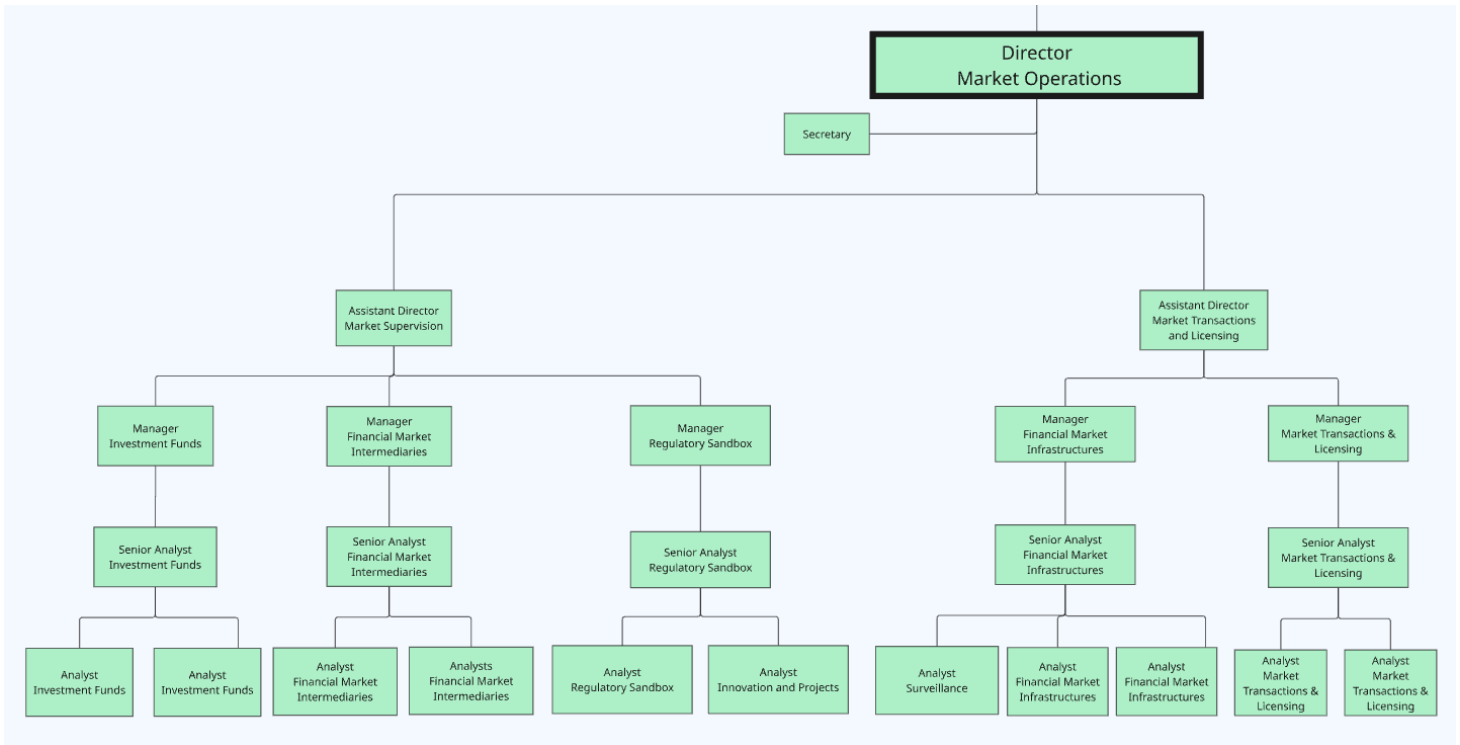 Director
Market Operations
Secretary
Assistant Director
Market Supervision
Assistant Director
Market Transactions
and Licensing
Manager
Investment Funds
Manager
Financial Market
Intermediaries
Manager
Regulatory Sandbox
Manager
Financial Market
Infrastructures
Manager
Market Transactions &
Licensing
Senior Analyst
Investment Funds
Senior Analyst
Financial Market
Intermediaries
Senior Analyst
Regulatory Sandbox
Senior Analyst
Financial Market
Infrastructures
Senior Analyst
Market Transactions &
Licensing
Analyst
Investment Funds
Analyst
Investment Funds
Analyst
Financial Market
Intermediaries
Analysts
Financial Market
Intermediaries
Analyst
Regulatory Sandbox
Analyst
Innovation and Projects
Analyst
Surveillance
Analyst
Financial Market
Infrastructures
Analyst
Financial Market
Infrastructures
Analyst
Market
Transactions &
Licensing
Analyst
Market
Transactions &
Licensing